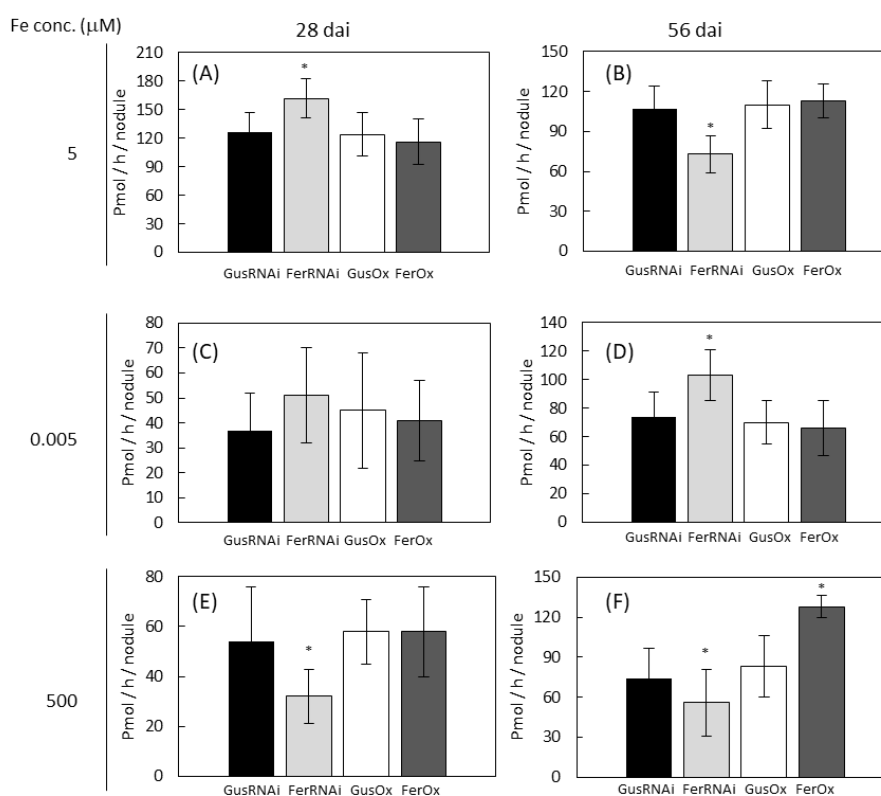 Fe conc. (μM)
28 dai
56 dai
5
(A)
Pmol / h / nodule
210
180
150
120
90
60
30
0
*
GusRNAi FerRNAi GusOx FerOx
(B)
Pmol / h / nodule
150
120
90
60
30
0
*
GusRNAi FerRNAi GusOx FerOx
0.005
(C)
Pmol / h / nodule
80
70
60
50
40
30
20
10
0
GusRNAi FerRNAi GusOx FerOx
(D)
Pmol / h / nodule
140
120
100
80
60
40
20
0
*
GusRNAi FerRNAi GusOx FerOx
500
(E)
Pmol / h / nodule
80
60
40
20
0
*
GusRNAi FerRNAi GusOx FerOx
(F)
Pmol / h / nodule
150
120
90
60
30
0
*
*
GusRNAi FerRNAi GusOx FerOx